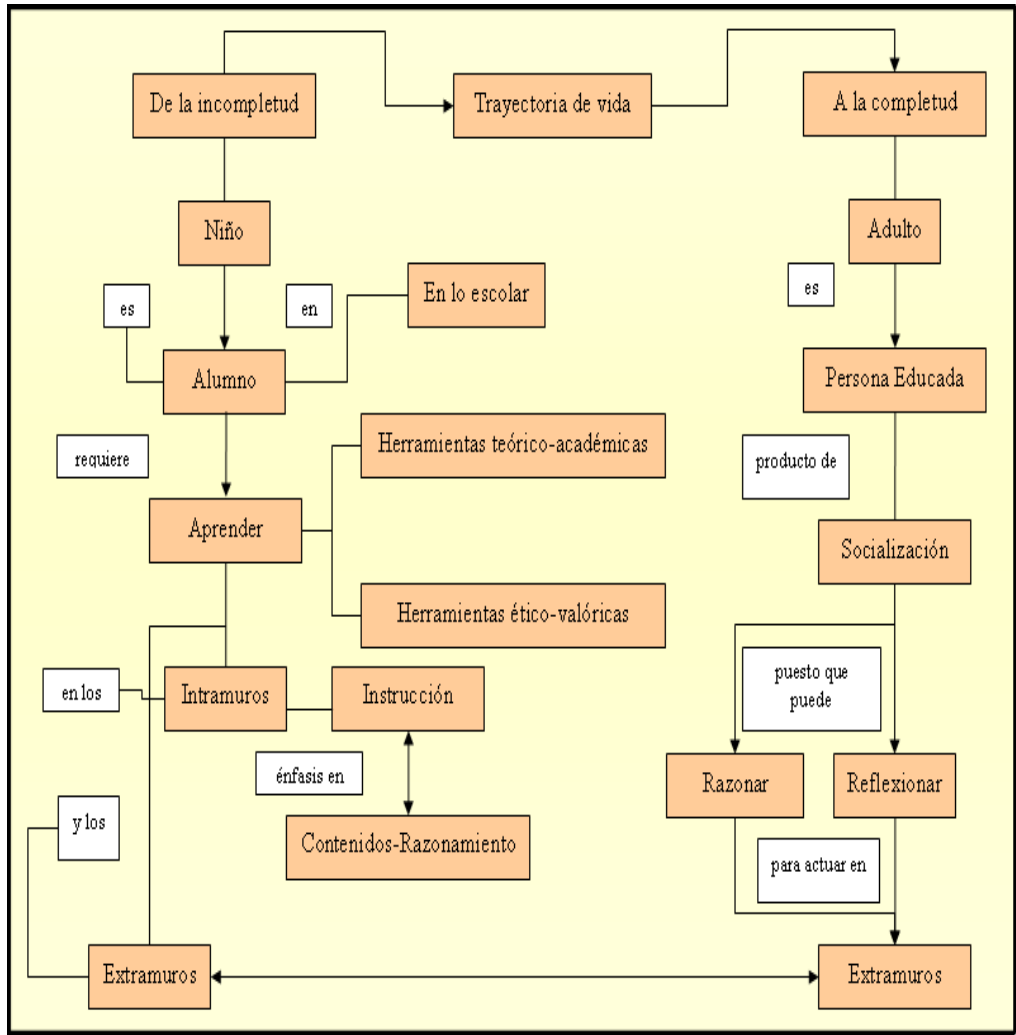 De la incompletud
Trayectoria de vida
A la completud
Niño
Adulto
es
en
En lo escolar
es
Alumno
Persona Educada
requiere
Herramientas teórico-académicas
producto de
Aprender
Socialización
Herramientas ético-valóricas
en los
Intramuros
Instrucción
puesto que
puede
énfasis en
Razonar
Reflexionar
y los
Contenidos-Razonamiento
para actuar en
Extramuros
Extramuros